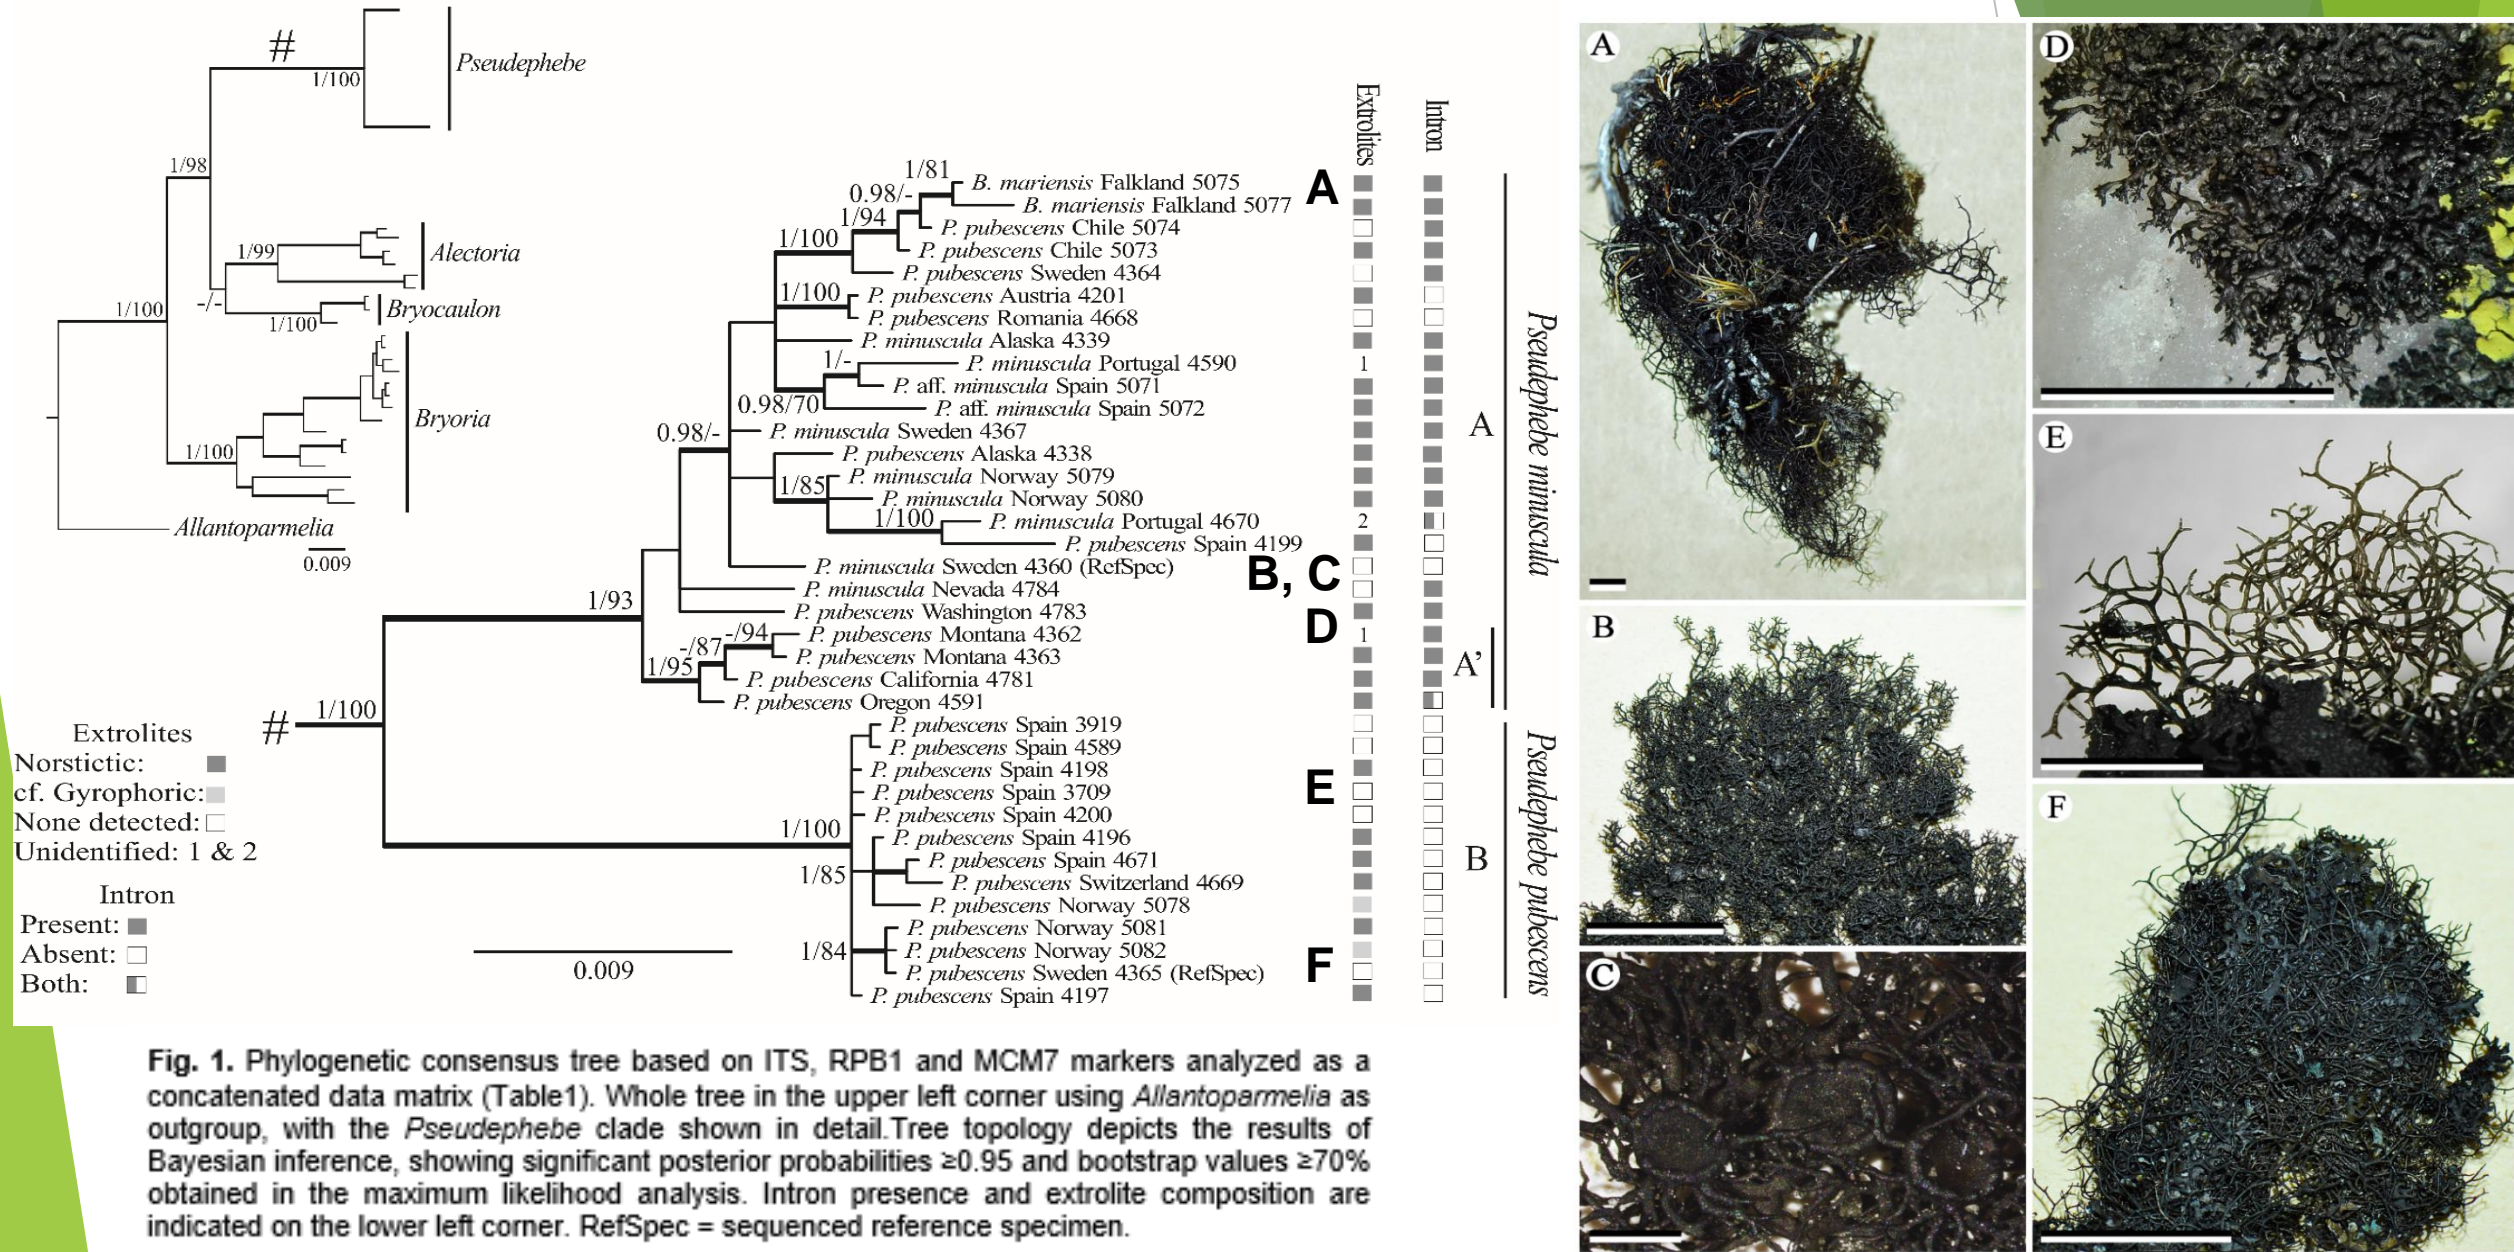 #
1/100
Pseudephebe
1/98
1/99
Alectoria
-/-
1/100
Bryocaulon
1/100
1/100
Bryoria
Allantoparmelia
0.009
Extrolites
Intron
1/81
B. mariensis Falkland 5075
0.98/-
B. mariensis Falkland 5077
1/94
P. pubescens Chile 5074
1/100
P. pubescens Chile 5073
P. pubescens Sweden 4364
1/100
P. pubescens Austria 4201
P. pubescens Romania 4668
P. minuscula Alaska 4339
1/-
P. minuscula Portugal 4590
1
P. aff. minuscula Spain 5071
0.98/70
P. aff. minuscula Spain 5072
0.98/-
P. minuscula Sweden 4367
P. pubescens Alaska 4338
P. minuscula Norway 5079
1/85
P. minuscula Norway 5080
1/100
P. minuscula Portugal 4670
2
P. pubescens Spain 4199
P. minuscula Sweden 4360 (RefSpec)
P. minuscula Nevada 4784
1/93
P. pubescens Washington 4783
-/94
P. pubescens Montana 4362
1
-/87
P. pubescens Montana 4363
1/95
P. pubescens California 4781
P. pubescens Oregon 4591
#
1/100
P. pubescens Spain 3919
P. pubescens Spain 4589
P. pubescens Spain 4198
P. pubescens Spain 3709
P. pubescens Spain 4200
1/100
P. pubescens Spain 4196
P. pubescens Spain 4671
1/85
P. pubescens Switzerland 4669
P. pubescens Norway 5078
P. pubescens Norway 5081
1/84
P. pubescens Norway 5082
P. pubescens Sweden 4365 (RefSpec)
P. pubescens Spain 4197
0.009
A
B, C
D
E
F
A
A’
B
Pseudephebe minuscula
Pseudephebe pubescens
Extrolites
Norstictic:
cf. Gyrophoric:
None detected:
Unidentified: 1 & 2
Intron
Present:
Absent:
Both:
Fig. 1. Phylogenetic consensus tree based on ITS, RPB1 and MCM7 markers analyzed as a
concatenated data matrix (Table1). Whole tree in the upper left corner using Allantoparmelia as
outgroup, with the Pseudephebe clade shown in detail.Tree topology depicts the results of
Bayesian inference, showing significant posterior probabilities ≥0.95 and bootstrap values ≥70%
obtained in the maximum likelihood analysis. Intron presence and extrolite composition are
indicated on the lower left corner. RefSpec = sequenced reference specimen.
A
B
C
D
E
F